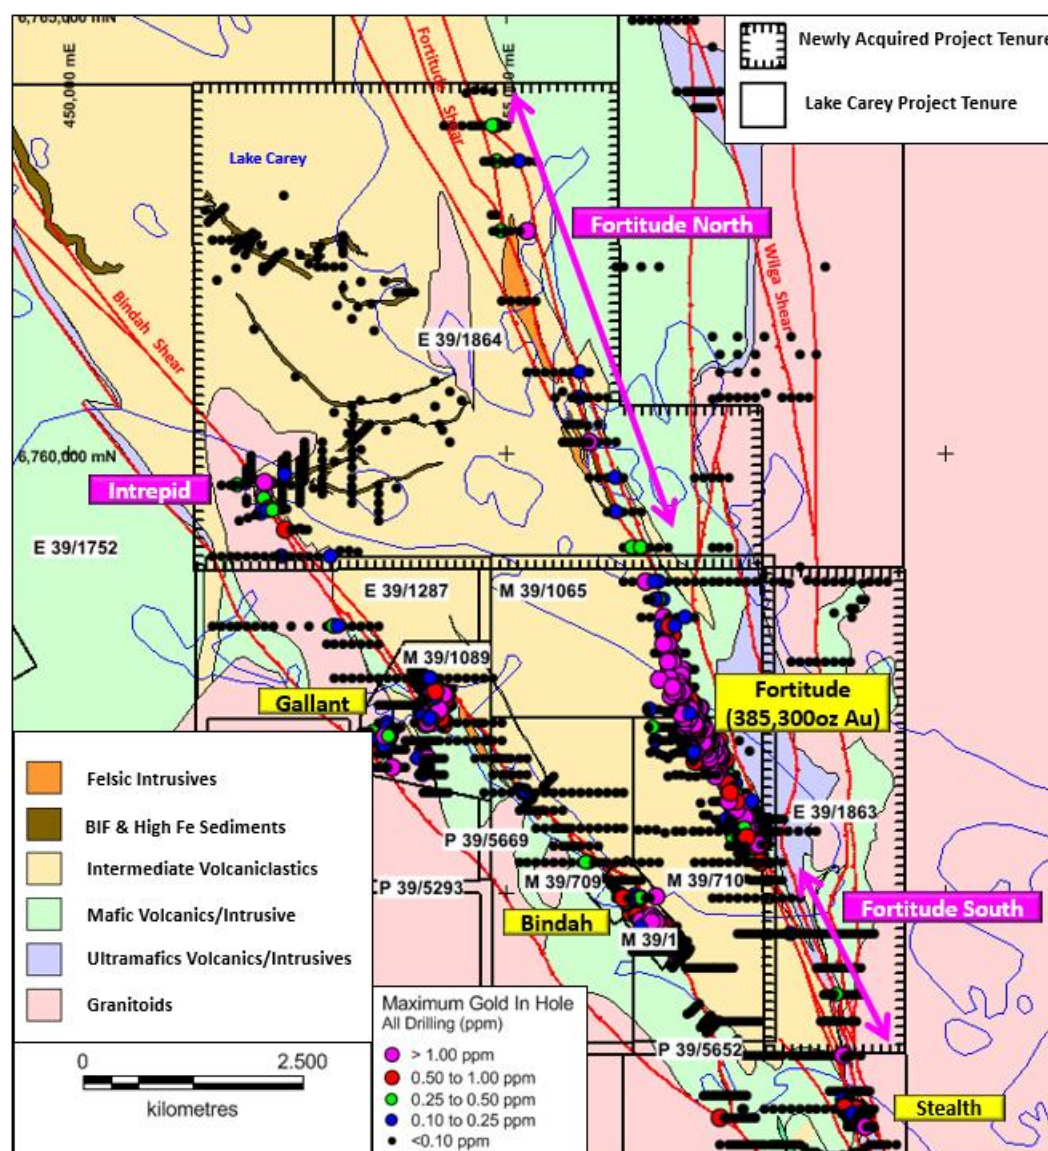 6,765,000 mN
450,000 mE
Fortitude Shear
Newly Acquired Project Tenure
Lake Carey Project Tenure
Lake Carey
Fortitude North
Wilga Shear
Bindah Shear
E 39/1864
6,760,000 mN
Intrepid
E 39/1752
E 39/1287
M 39/1065
M 39/1089
Gallant
Fortitude
(385,300oz Au)
E 39/1863
P 39/5669
P 39/5293
M 39/709
M 39/710
Bindah
Fortitude South
M 39/1
P 39/5652
Stealth
Felsic Intrusives
BIF & High Fe Sediments
Intermediate Volcaniclastics
Mafic Volcanics/Intrusive
Ultramafics Volcanics/Intrusives
Granitoids
0 2.500
kilometres
Maximum Gold In Hole
All Drilling (ppm)
> 1.00 ppm
0.50 to 1.00 ppm
0.25 to 0.50 ppm
0.10 to 0.25 ppm
<0.10 ppm